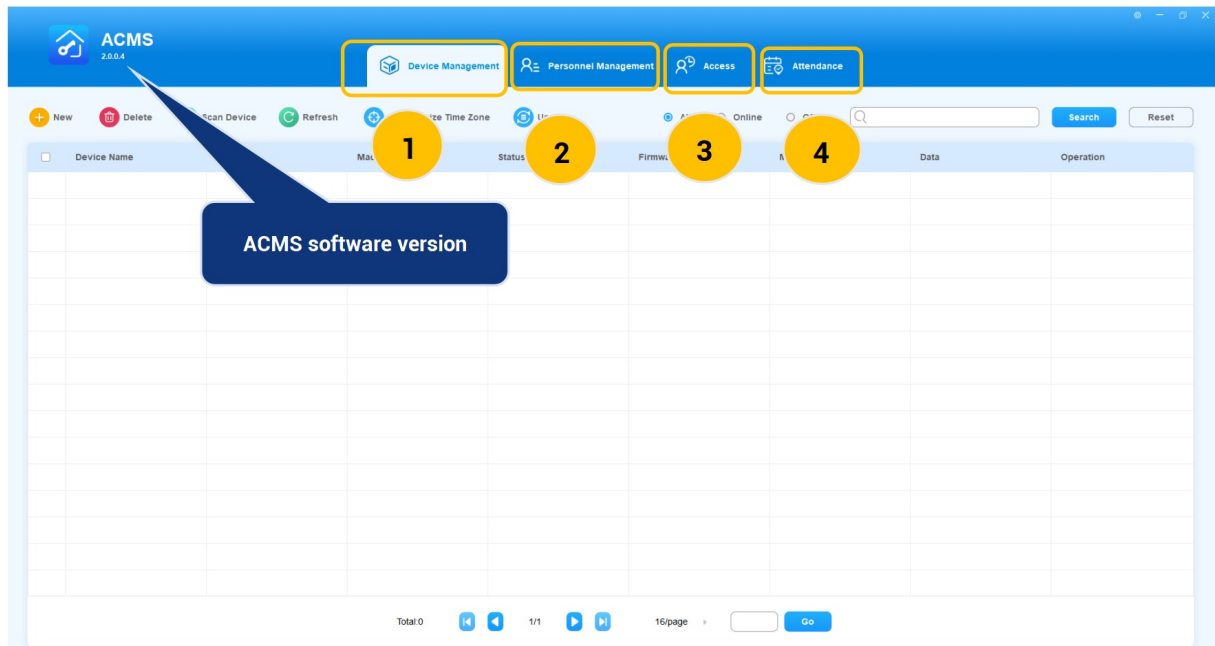 ACMS
2.0.0.4
Device Management
Personnel Management
Access
Attendance
New
Delete
Scan Device
Refresh
Time Zone
Online
Search
Reset
1
2
3
4
Device Name
Status
Data
Operation
ACMS software version
Total:0
1/1
16/page
Go